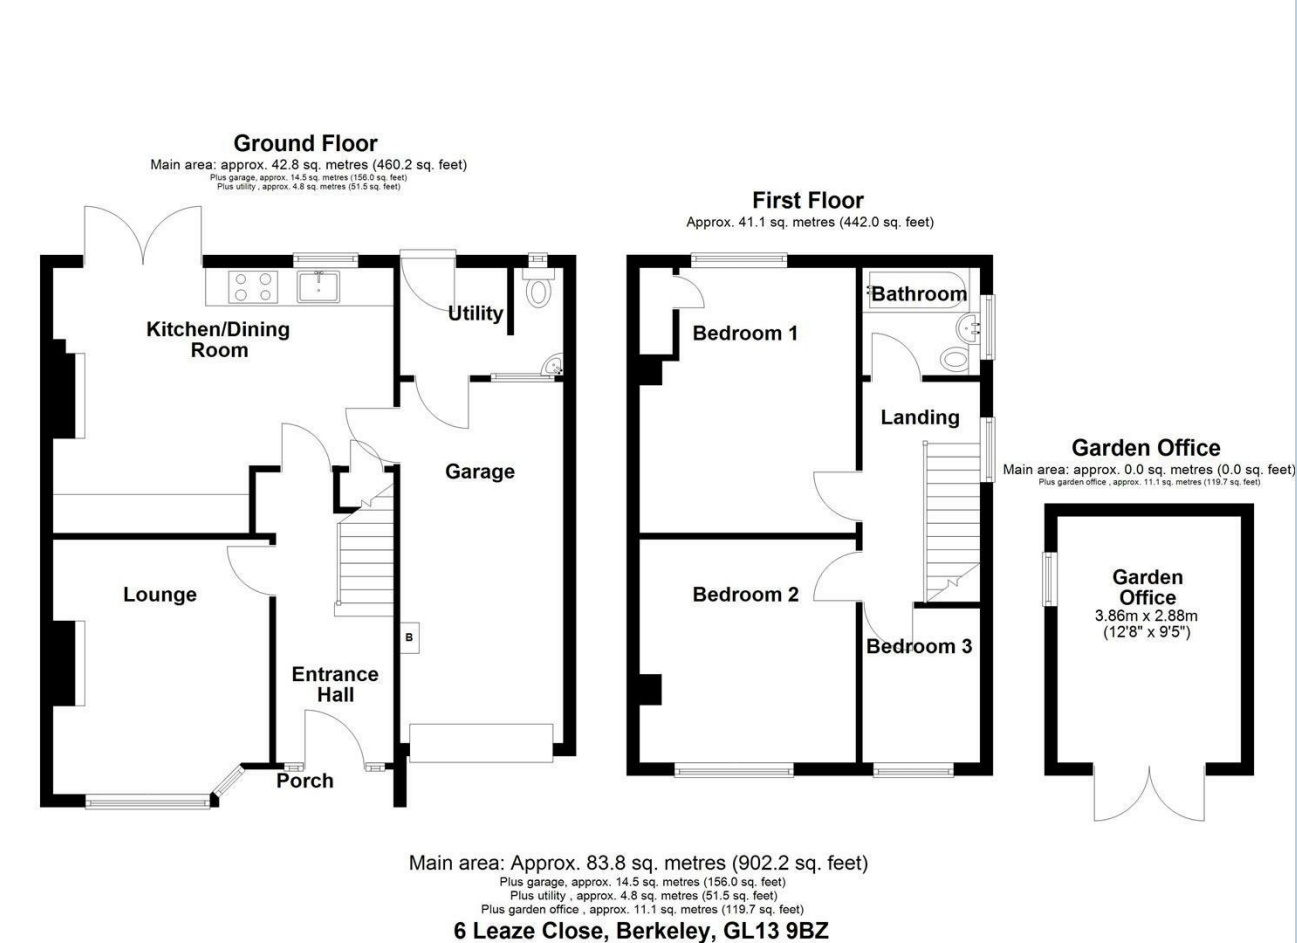 Ground Floor
Main area: approx. 42.8 sq. metres (460.2 sq. feet)
Plus garage, approx. 14.5 sq. metres (156.0 sq. feet)
Plus utility , approx. 4.8 sq. metres (51.5 sq. feet)
Kitchen/Dining
Room
Utility
Garage
Lounge
B
Entrance
Hall
Porch
First Floor
Approx. 41.1 sq. metres (442.0 sq. feet)
Bathroom
Bedroom 1
Landing
Bedroom 2
Bedroom 3
Garden Office
Main area: approx. 0.0 sq. metres (0.0 sq. feet)
Plus garden office , approx. 11.1 sq. metres (119.7 sq. feet)
Garden
Office
3.86m x 2.88m
(12'8" x 9'5")
Main area: Approx. 83.8 sq. metres (902.2 sq. feet)
Plus garage, approx. 14.5 sq. metres (156.0 sq. feet)
Plus utility , approx. 4.8 sq. metres (51.5 sq. feet)
Plus garden office , approx. 11.1 sq. metres (119.7 sq. feet)
6 Leaze Close, Berkeley, GL13 9BZ